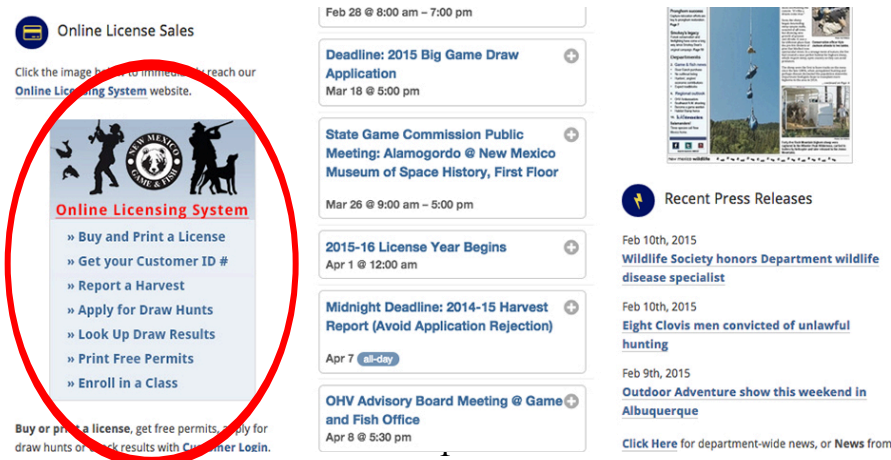 Online License Sales
Click the image to immediately reach our
Online Licensing System website.
NEW MEXICO
GAME & FISH
Online Licensing System
» Buy and Print a License
» Get your Customer ID #
» Report a Harvest
» Apply for Draw Hunts
» Look Up Draw Results
» Print Free Permits
» Enroll in a Class
Buy or print a license, get free permits, apply for
draw hunts or check results with Customer Login.
Feb 28 @ 8:00 am – 7:00 pm
Deadline: 2015 Big Game Draw
Application
Mar 18 @ 5:00 pm
State Game Commission Public
Meeting: Alamogordo @ New Mexico
Museum of Space History, First Floor
Mar 26 @ 9:00 am – 5:00 pm
2015-16 License Year Begins
Apr 1 @ 12:00 am
Midnight Deadline: 2014-15 Harvest
Report (Avoid Application Rejection)
Apr 7 all-day
OHV Advisory Board Meeting @ Game
and Fish Office
Apr 8 @ 5:30 pm
new mexico wildlife
Recent Press Releases
Feb 10th, 2015
Wildlife Society honors Department wildlife
disease specialist
Feb 10th, 2015
Eight Clovis men convicted of unlawful
hunting
Feb 9th, 2015
Outdoor Adventure show this weekend in
Albuquerque
Click Here for department-wide news, or News from